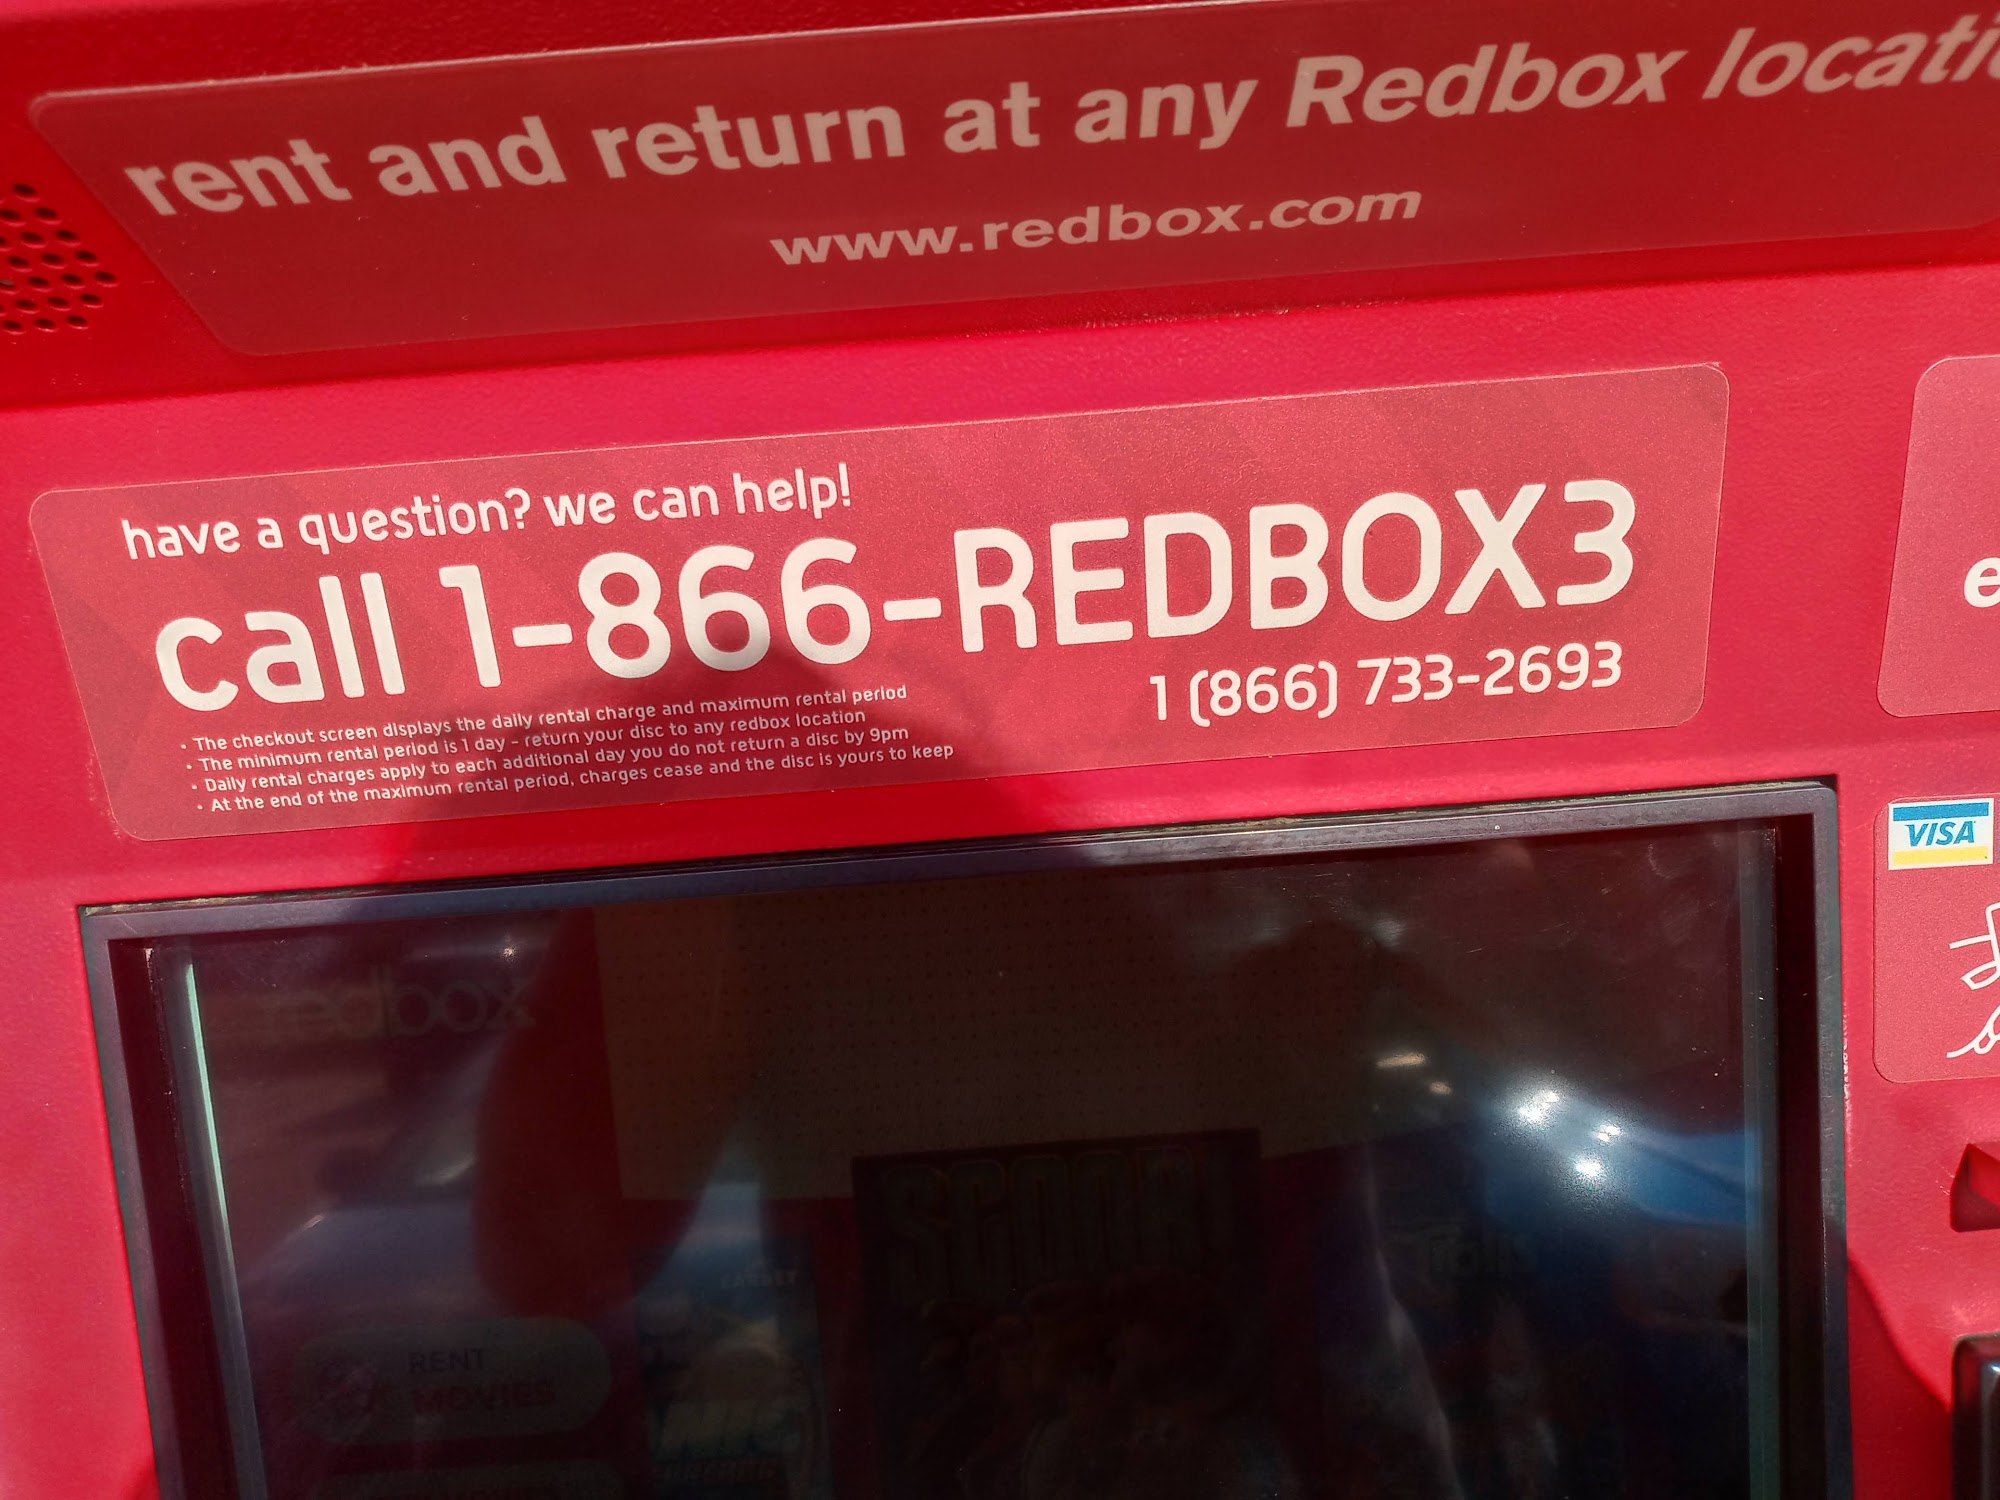 rent and return at any Redbox locati
www.redbox.com
have a question? we can help!
call 1-866-REDBOX3
1 (866) 733-2693
• The checkout screen displays the daily rental charge and maximum rental period
• The minimum rental period is 1 day - return your disc to any redbox location
• Daily rental charges apply to each additional day you do not return a disc by 9pm
• At the end of the maximum rental period, charges cease and the disc is yours to keep
e
VISA
redbox
RENT
MOVIES